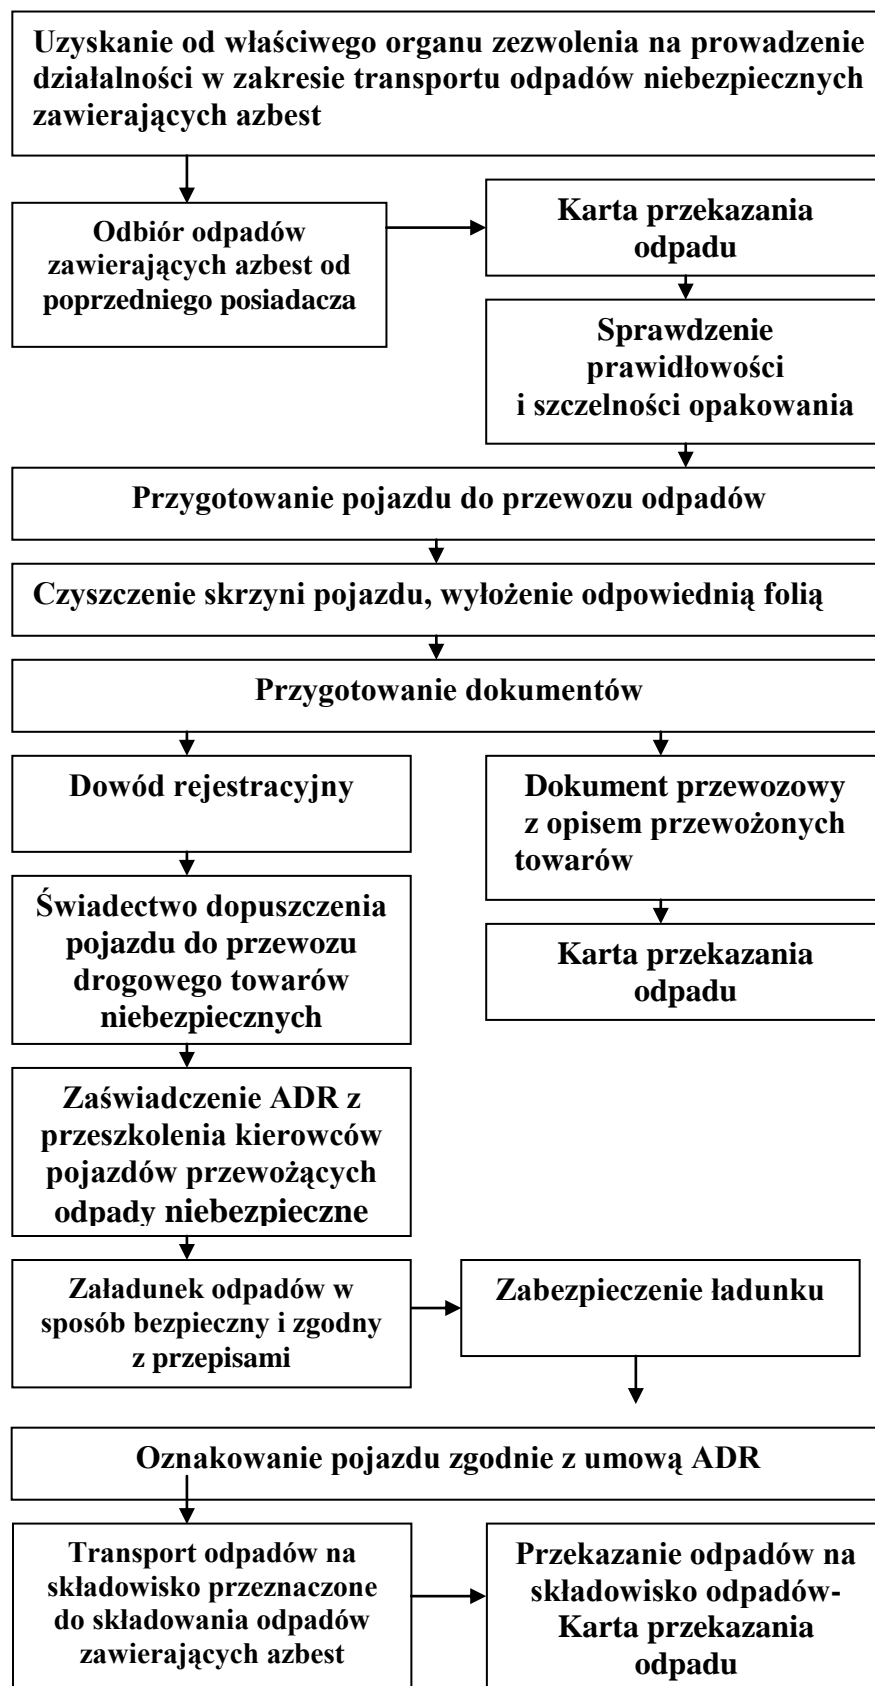 Uzyskanie od właściwego organu zezwolenia na prowadzenie
działalności w zakresie transportu odpadów niebezpiecznych
zawierających azbest
Odbiór odpadów
zawierających azbest od
poprzedniego posiadacza
Karta przekazania
odpadu
Sprawdzenie
prawidłowości
i szczelności opakowania
Przygotowanie pojazdu do przewozu odpadów
Czyszczenie skrzyni pojazdu, wyłożenie odpowiednią folią
Przygotowanie dokumentów
Dowód rejestracyjny
Dokument przewozowy
z opisem przewożonych
towarów
Świadectwo dopuszczenia
pojazdu do przewozu
drogowego towarów
niebezpiecznych
Karta przekazania
odpadu
Zaświadczenie ADR z
przeszkolenia kierowców
pojazdów przewożących
odpady niebezpieczne
Załadunek odpadów w
sposób bezpieczny i zgodny
z przepisami
Zabezpieczenie ładunku
Oznakowanie pojazdu zgodnie z umową ADR
Transport odpadów na
składowisko przeznaczone
do składowania odpadów
zawierających azbest
Przekazanie odpadów na
składowisko odpadów-
Karta przekazania
odpadu